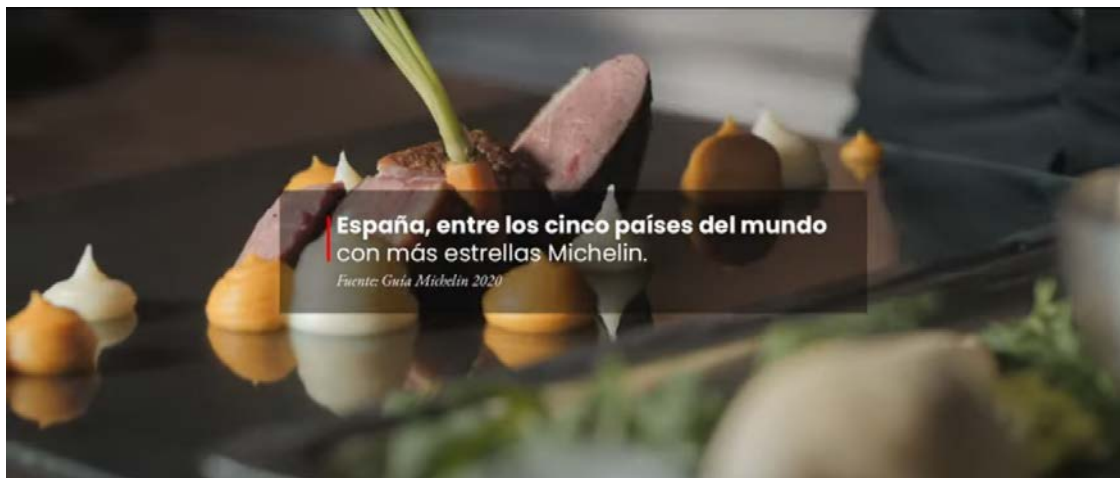 España, entre los cinco países del mundo
con más estrellas Michelin.
Fuente: Guía Michelin 2020